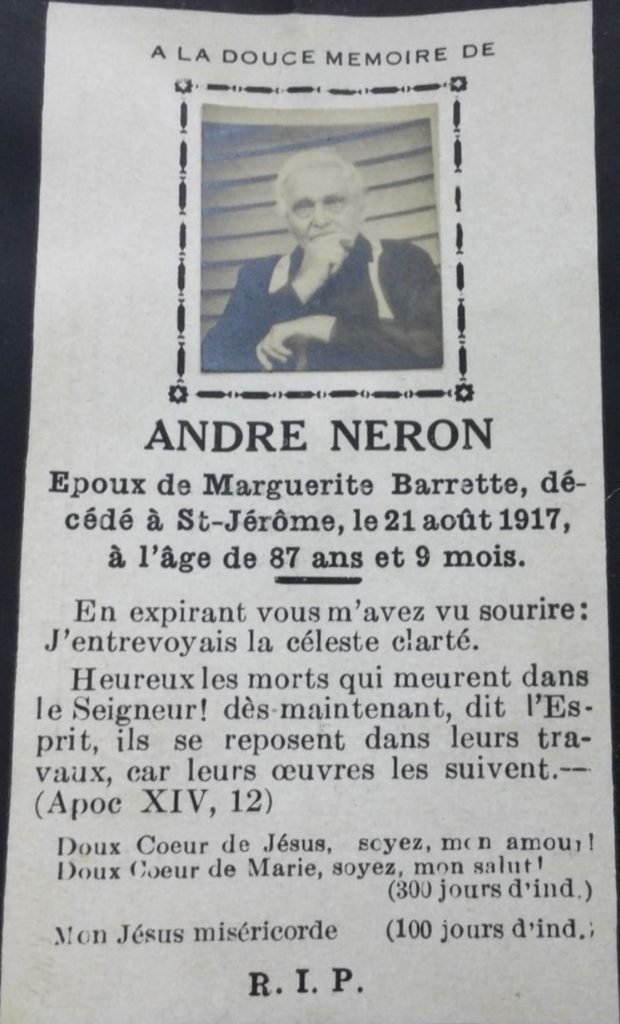 A LA DOUCE MEMOIRE DE
ANDRE NERON
Epoux de Marguerite Barrette, dé-
cédé à St-Jérôme, le 21 août 1917,
à l'âge de 87 ans et 9 mois.
En expirant vous m'avez vu sourire:
J'entrevoyais la céleste clarté.
Heureux les morts qui meurent dans
le Seigneur! dès-maintenant, dit l'Es-
prit, ils se reposent dans leurs tra-
vaux, car leurs œuvres les suivent.—
(Apoc XIV, 12)
Doux Coeur de Jésus, soyez, mon amour!
Doux Coeur de Marie, soyez, mon salut!
(300 jours d'ind.)
Mon Jésus miséricorde (100 jours d'ind.)
R. I. P.